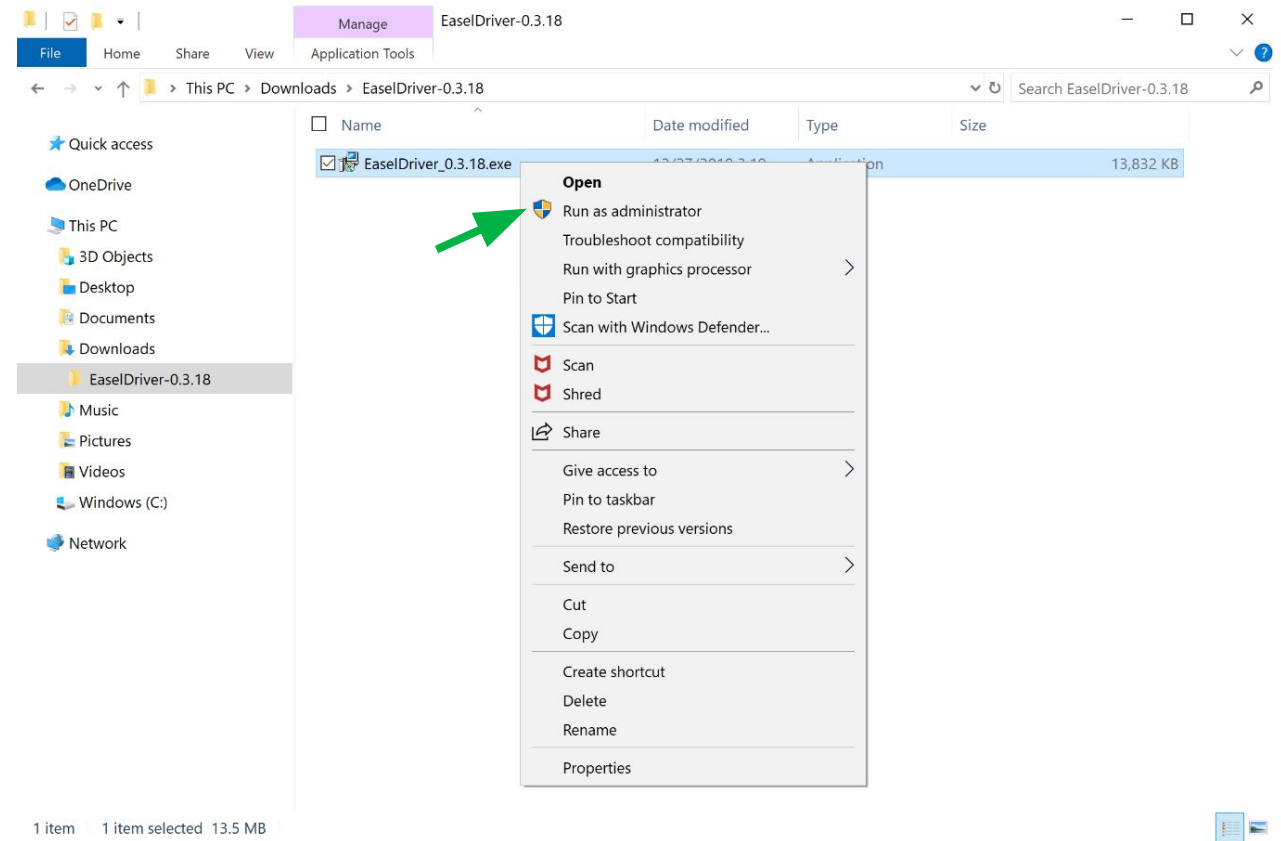 Manage
EaselDriver-0.3.18
File
Home
Share
View
Application Tools
This PC
Downloads
EaselDriver-0.3.18
Search EaselDriver-0.3.18
Name
Date modified
Type
Size
Quick access
OneDrive
This PC
3D Objects
Desktop
Documents
Downloads
EaselDriver-0.3.18
Music
Pictures
Videos
Windows (C:)
Network
EaselDriver_0.3.18.exe
Application
13,832 KB
Open
Run as administrator
Troubleshoot compatibility
Run with graphics processor
Pin to Start
Scan with Windows Defender...
Scan
Shred
Share
Give access to
Pin to taskbar
Restore previous versions
Send to
Cut
Copy
Create shortcut
Delete
Rename
Properties
1 item
1 item selected 13.5 MB